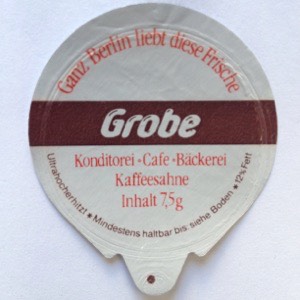 Ganz Berlin liebt diese Frische
Grobe
Konditorei • Cafe • Bäckerei
Kaffeesahne
Inhalt 7,5g
Ultrahocherhitzt • Mindestens haltbar bis siehe Boden • 12% Fett